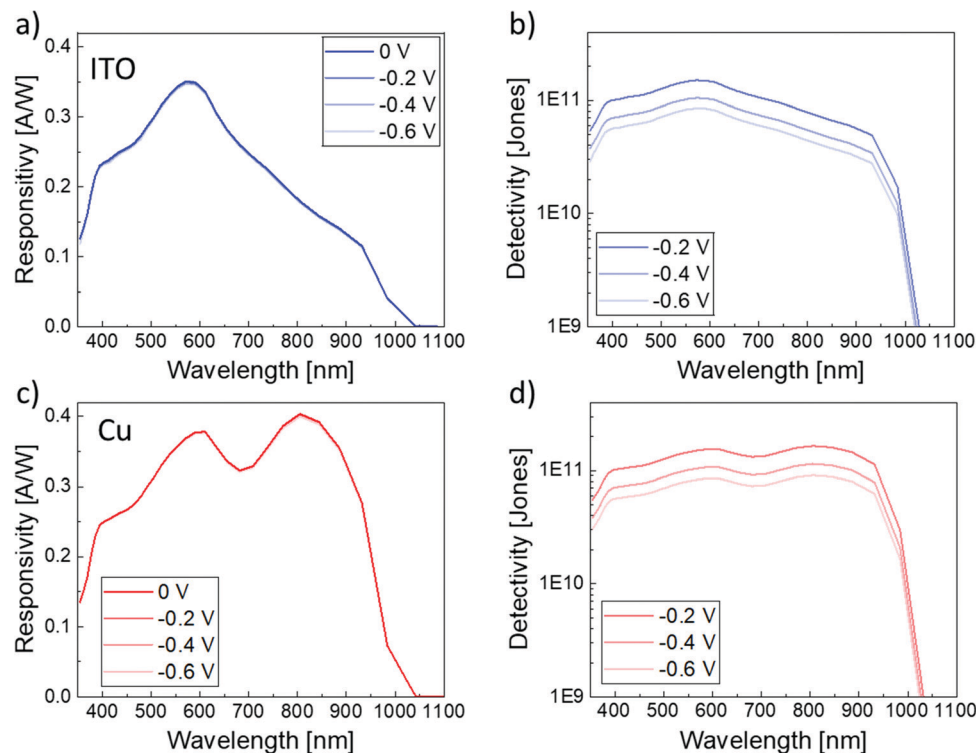 a)
ITO
0 V
-0.2 V
-0.4 V
-0.6 V
Responsitivy [A/W]
0.4
0.3
0.2
0.1
0.0
400 500 600 700 800 900 1000 1100
Wavelength [nm]
b)
Detectivity [Jones]
1E11
1E10
1E9
-0.2 V
-0.4 V
-0.6 V
400 500 600 700 800 900 1000 1100
Wavelength [nm]
c)
Cu
Responsivity [A/W]
0.4
0.3
0.2
0.1
0.0
0 V
-0.2 V
-0.4 V
-0.6 V
400 500 600 700 800 900 1000 1100
Wavelength [nm]
d)
Detectivity [Jones]
1E11
1E10
1E9
-0.2 V
-0.4 V
-0.6 V
400 500 600 700 800 900 1000 1100
Wavelength [nm]